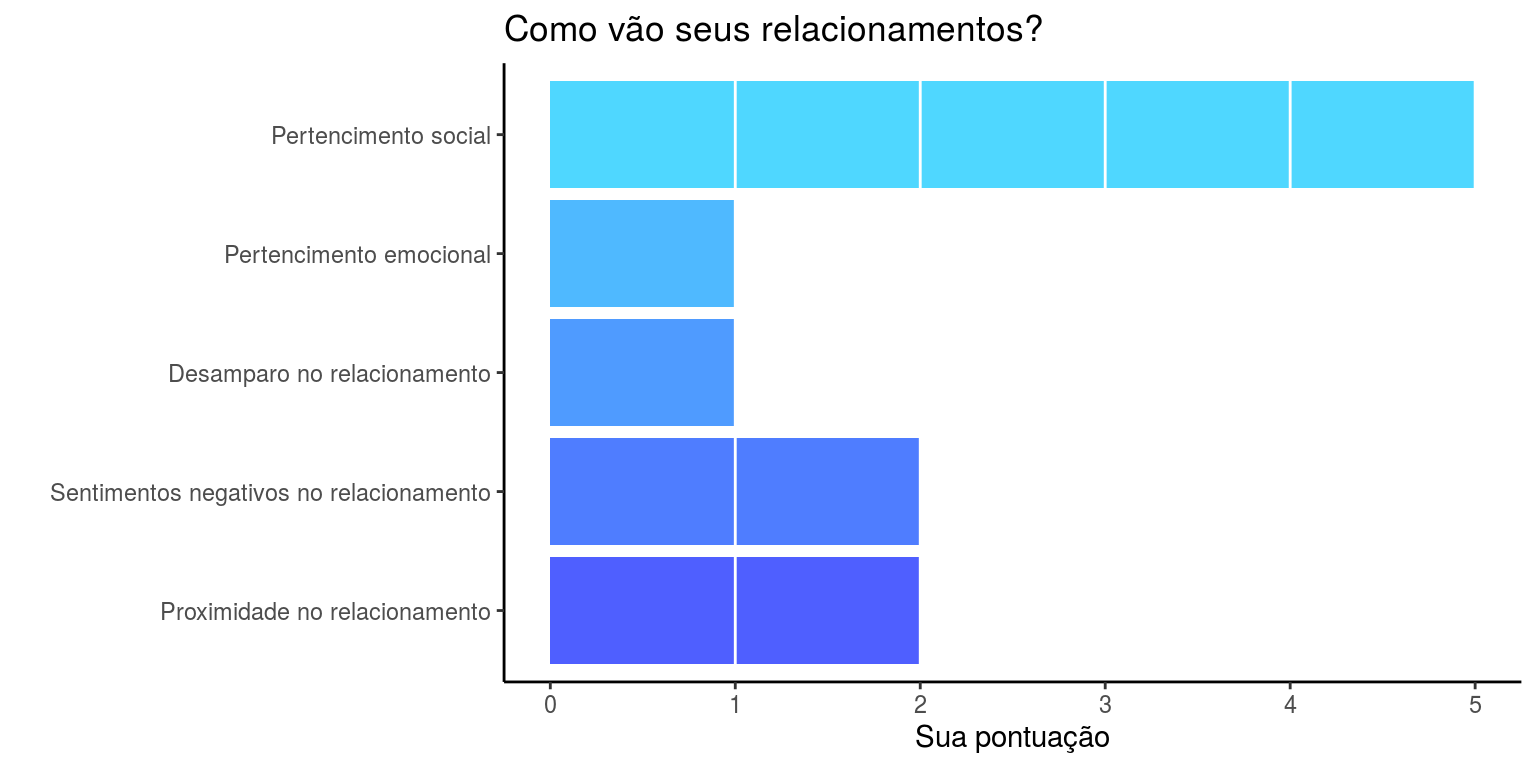 Como vão seus relacionamentos?
Pertencimento social
Pertencimento emocional
Desamparo no relacionamento
Sentimentos negativos no relacionamento
Proximidade no relacionamento
0 1 2 3 4 5
Sua pontuação